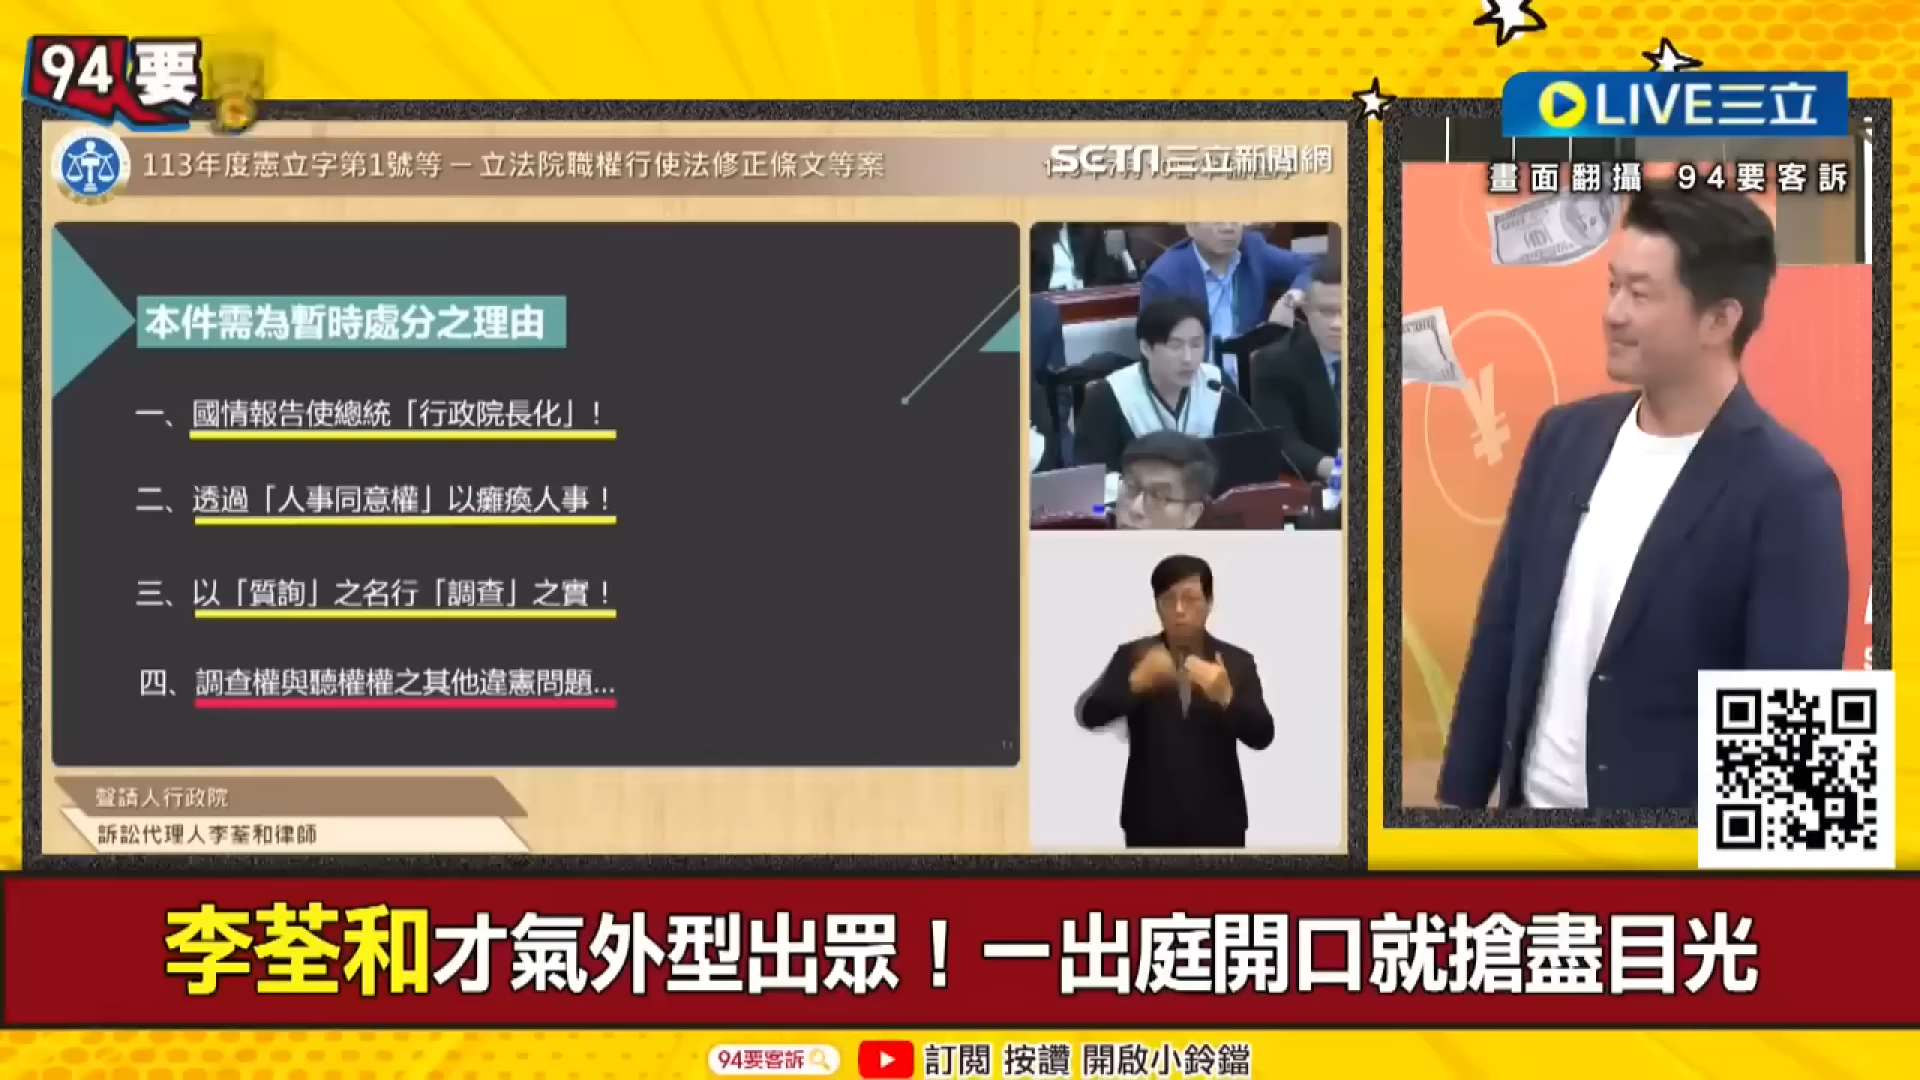 94要
LIVE三立
SETN三立新聞網
畫面翻攝 94要客訴
113年度憲立字第1號等 － 立法院職權行使法修正條文等案
本件需為暫時處分之理由
一、國情報告使總統「行政院長化」！
二、透過「人事同意權」以癱瘓人事！
三、以「質詢」之名行「調查」之實！
四、調查權與聽權權之其他違憲問題...
11
聲請人行政院
訴訟代理人李荃和律師
李荃和才氣外型出眾！一出庭開口就搶盡目光
94要客訴
訂閱 按讚 開啟小鈴鐺